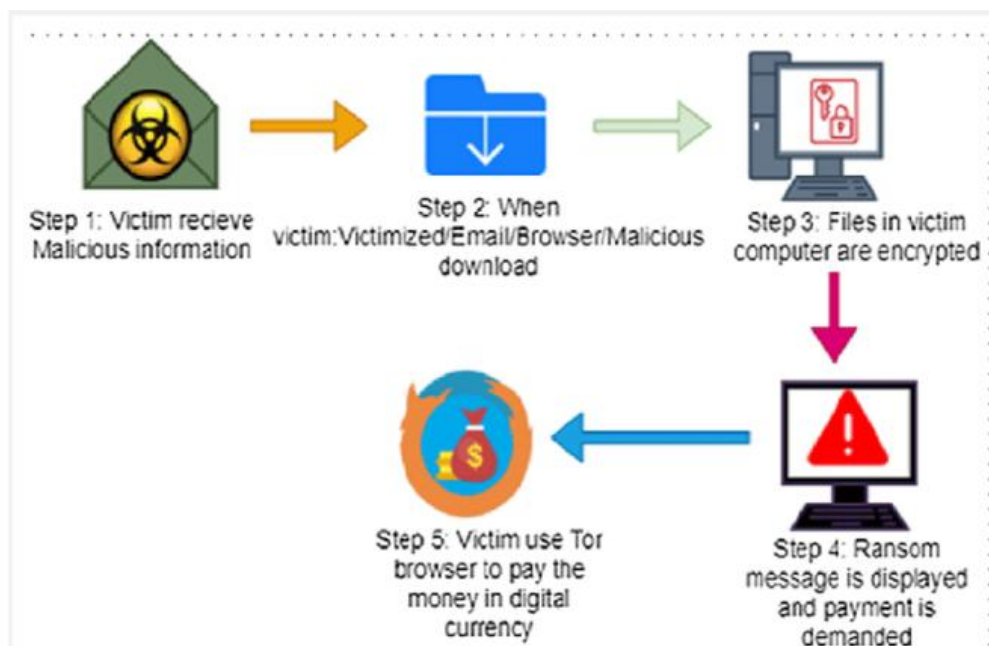 Step 1: Victim recieve
Malicious information
Step 2: When
victim:Victimized/Email/Browser/Malicious
download
Step 3: Files in victim
computer are encrypted
Step 4: Ransom
message is displayed
and payment is
demanded
$
Step 5: Victim use Tor
browser to pay the
money in digital
currency